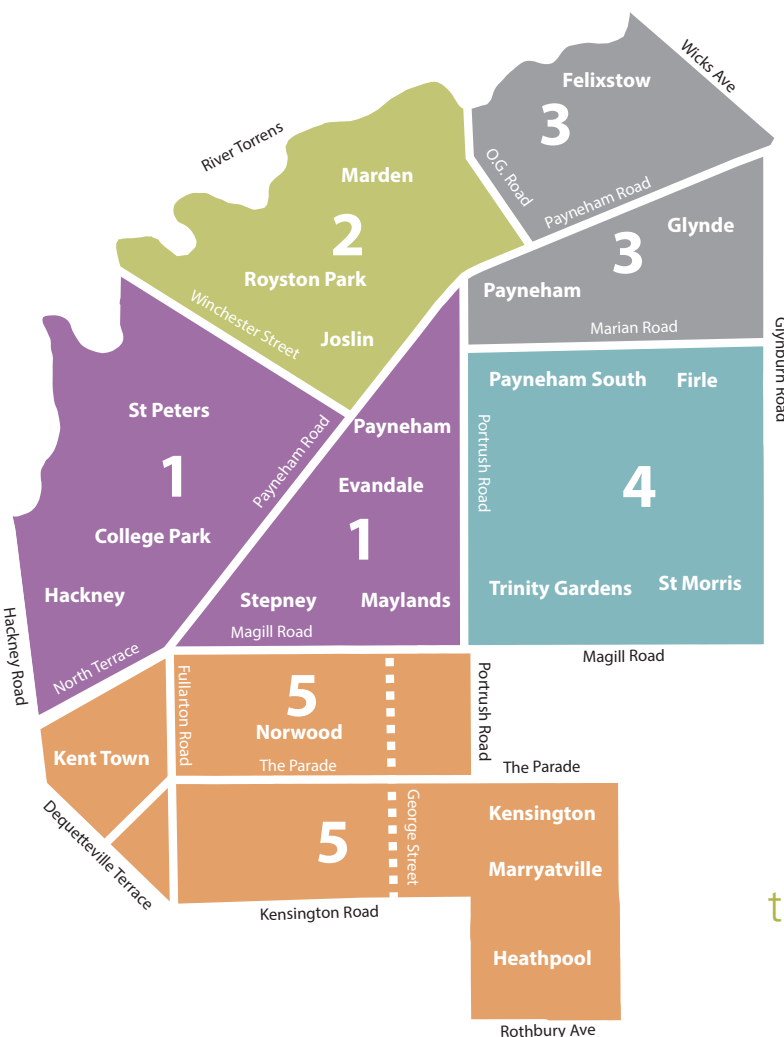 Wicks Ave
Felixstow
3
River Torrens
O.G. Road
Payneham Road
Marden
2
Glynde
3
Royston Park
Payneham
Winchester Street
Joslin
Marian Road
Glynburn Road
Payneham South
Firle
St Peters
Payneham Road
Payneham
Portrush Road
1
Evandale
4
College Park
1
Hackney
Stepney
Maylands
Trinity Gardens
St Morris
Hackney Road
North Terrace
Magill Road
Magill Road
Fullarton Road
5
Norwood
Portrush Road
Kent Town
The Parade
The Parade
Dequetteville Terrace
5
George Street
Kensington
Marryatville
Kensington Road
t
Heathpool
Rothbury Ave